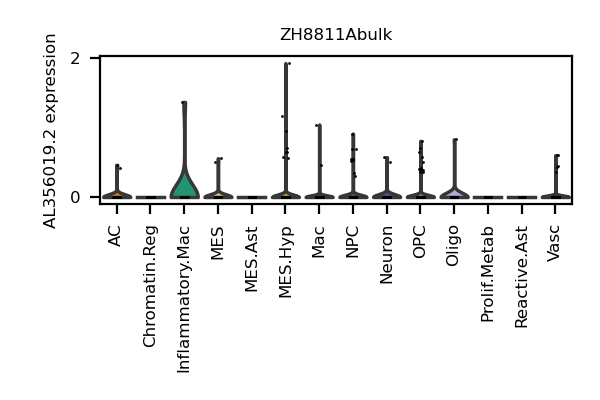 ZH8811Abulk
AL356019.2 expression
2
0
AC
Chromatin.Reg
Inflammatory.Mac
MES
MES.Ast
MES.Hyp
Mac
NPC
Neuron
OPC
Oligo
Prolif.Metab
Reactive.Ast
Vasc